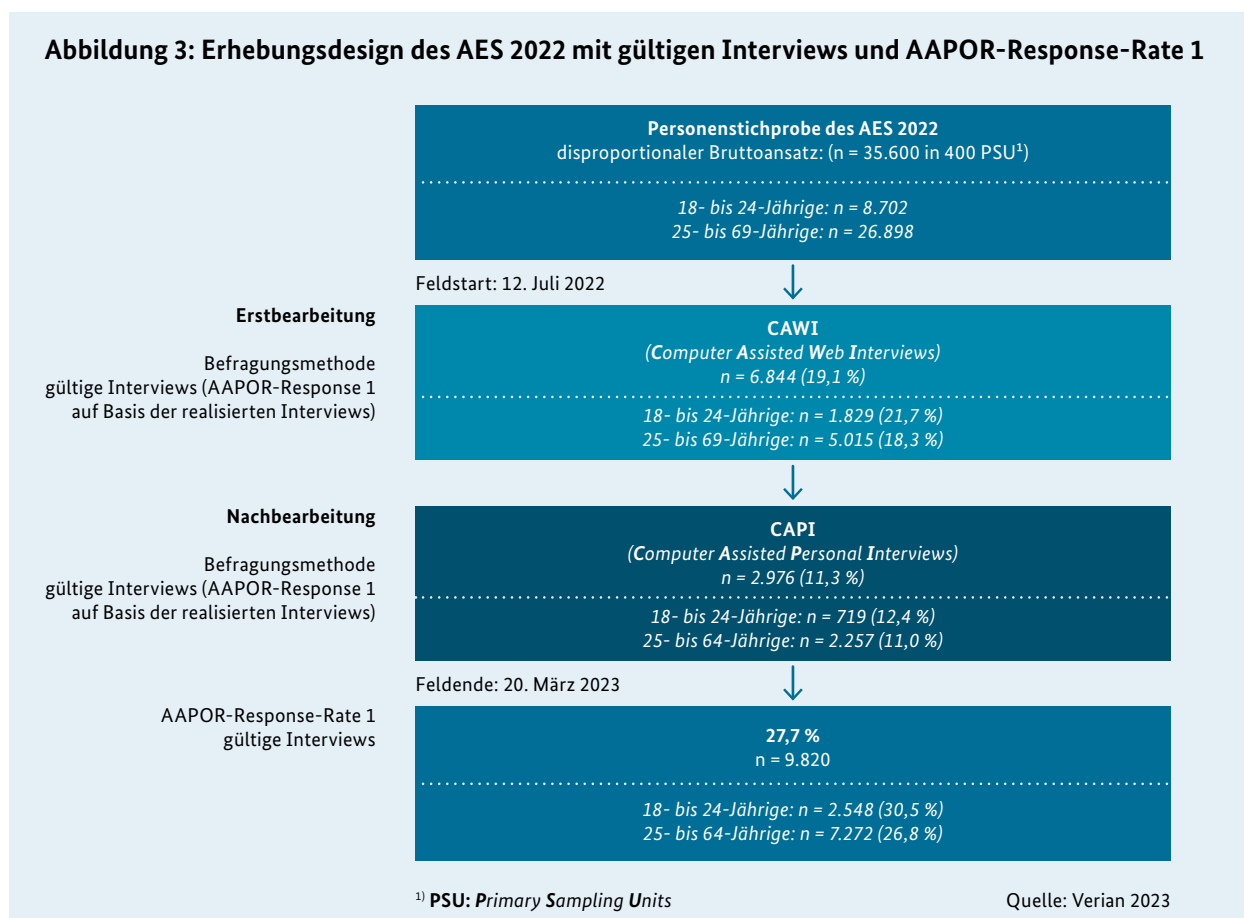 Abbildung 3: Erhebungsdesign des AES 2022 mit gültigen Interviews und AAPOR-Response-Rate 1
Personenstichprobe des AES 2022
disproportionaler Bruttoansatz: (n = 35.600 in 400 PSU¹)
18- bis 24-Jährige: n = 8.702
25- bis 69-Jährige: n = 26.898
Feldstart: 12. Juli 2022
Erstbearbeitung
Befragungsmethode
gültige Interviews (AAPOR-Response 1
auf Basis der realisierten Interviews)
CAWI
(Computer Assisted Web Interviews)
n = 6.844 (19,1 %)
18- bis 24-Jährige: n = 1.829 (21,7 %)
25- bis 69-Jährige: n = 5.015 (18,3 %)
Nachbearbeitung
Befragungsmethode
gültige Interviews (AAPOR-Response 1
auf Basis der realisierten Interviews)
CAPI
(Computer Assisted Personal Interviews)
n = 2.976 (11,3 %)
18- bis 24-Jährige: n = 719 (12,4 %)
25- bis 64-Jährige: n = 2.257 (11,0 %)
Feldende: 20. März 2023
AAPOR-Response-Rate 1
gültige Interviews
27,7 %
n = 9.820
18- bis 24-Jährige: n = 2.548 (30,5 %)
25- bis 64-Jährige: n = 7.272 (26,8 %)
¹⁾ PSU: Primary Sampling Units
Quelle: Verian 2023